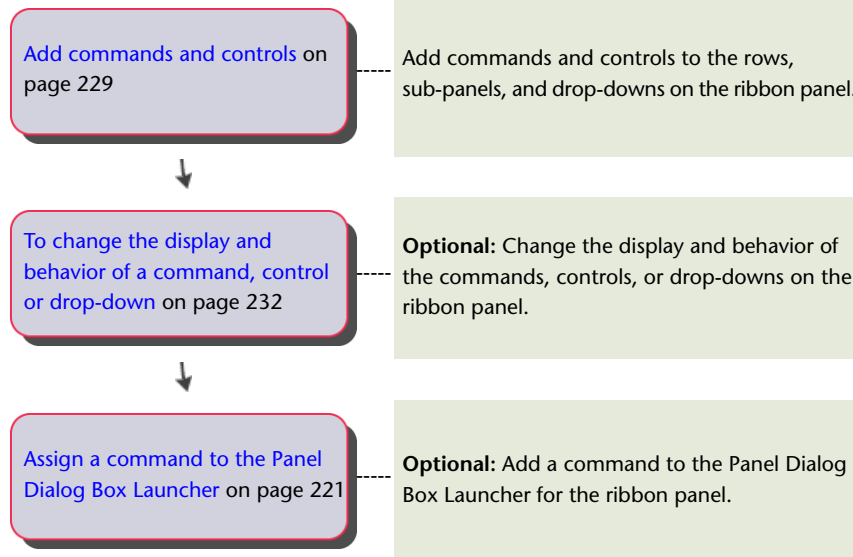 Add commands and controls on
page 229
Add commands and controls to the rows,
sub-panels, and drop-downs on the ribbon panel.
To change the display and
behavior of a command, control
or drop-down on page 232
Optional: Change the display and behavior of
the commands, controls, or drop-downs on the
ribbon panel.
Assign a command to the Panel
Dialog Box Launcher on page 221
Optional: Add a command to the Panel Dialog
Box Launcher for the ribbon panel.